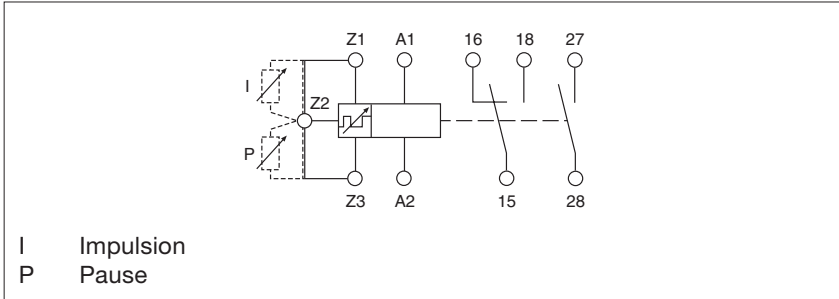 Z1 A1 16 18 27
I Z2
P
Z3 A2 15 28
I Impulsion
P Pause